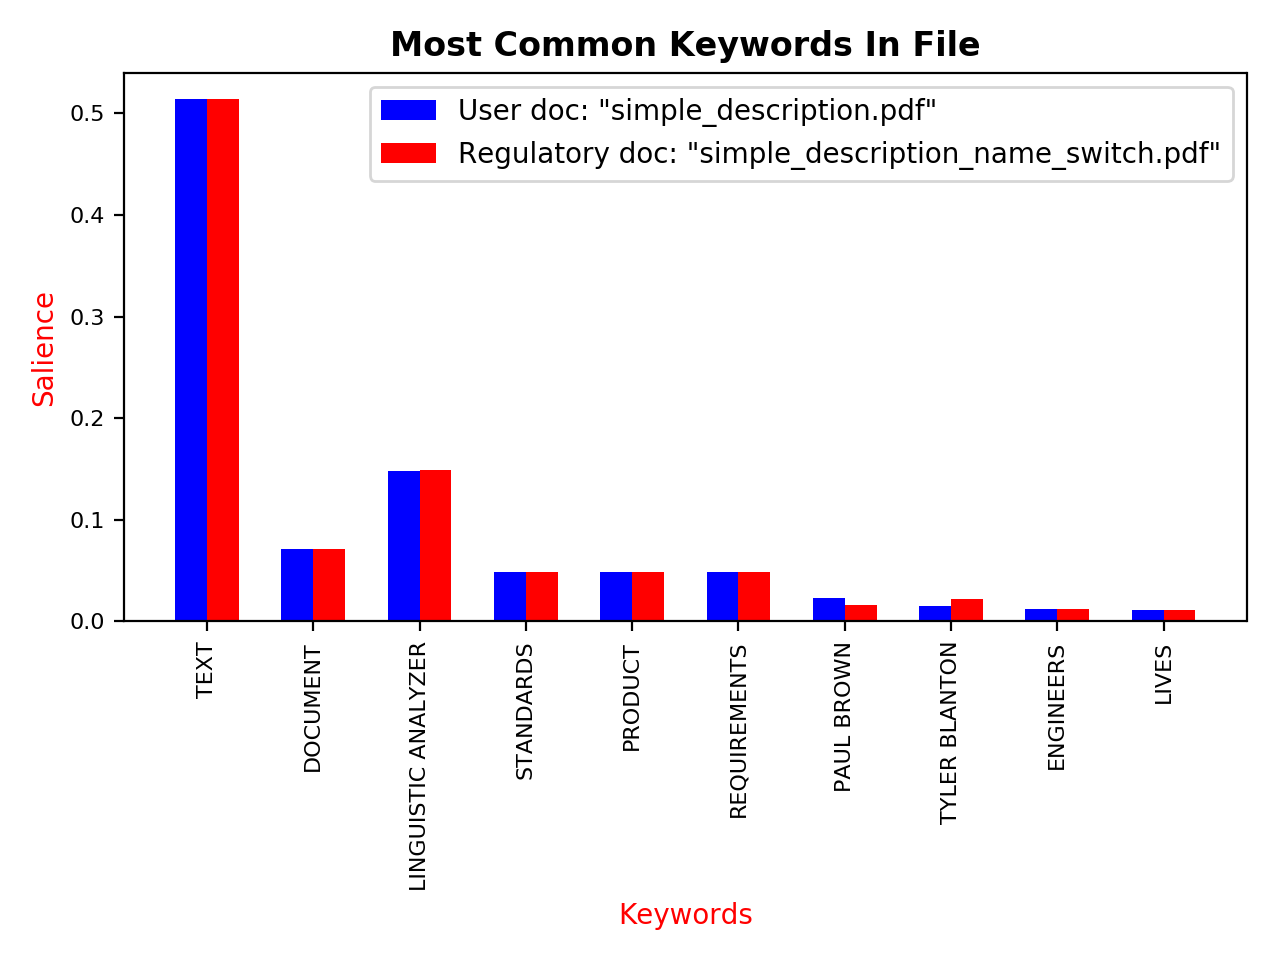 Most Common Keywords In File
User doc: "simple_description.pdf"
Regulatory doc: "simple_description_name_switch.pdf"
Salience
0.5
0.4
0.3
0.2
0.1
0.0
TEXT
DOCUMENT
LINGUISTIC ANALYZER
STANDARDS
PRODUCT
REQUIREMENTS
PAUL BROWN
TYLER BLANTON
ENGINEERS
LIVES
Keywords